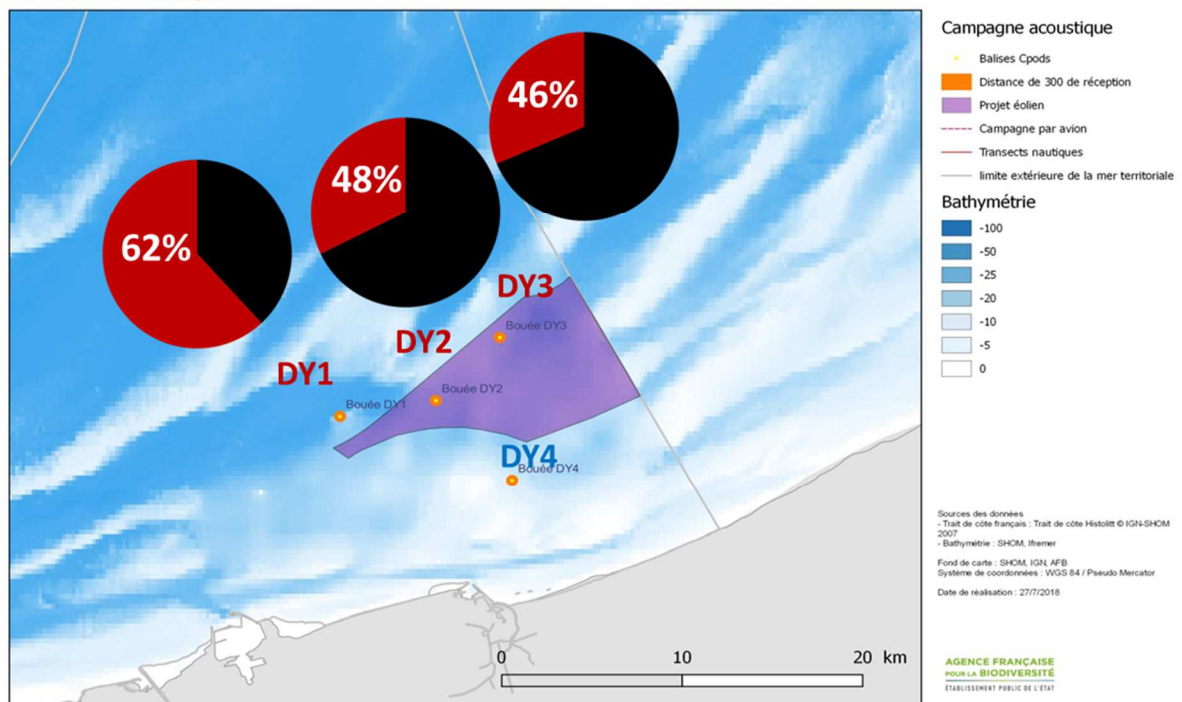 46%
48%
62%
DY3
Bouée DY3
DY2
Bouée DY2
DY1
Bouée DY1
DY4
Bouée DY4
0 10 20 km
Campagne acoustique
Balises Cpods
Distance de 300 de réception
Projet éolien
Campagne par avion
Transects nautiques
limite extérieure de la mer territoriale
Bathymétrie
-100
-50
-25
-20
-10
-5
0
Sources des données
- Trait de côte français : Trait de côte Histolitt © IGN-SHOM
2007
- Bathymétrie : SHOM, Ifremer
Fond de carte : SHOM, IGN, AFB
Système de coordonnées : WGS 84 / Pseudo Mercator
Date de réalisation : 27/7/2018
AGENCE FRANÇAISE
POUR LA BIODIVERSITÉ
ÉTABLISSEMENT PUBLIC DE L'ÉTAT